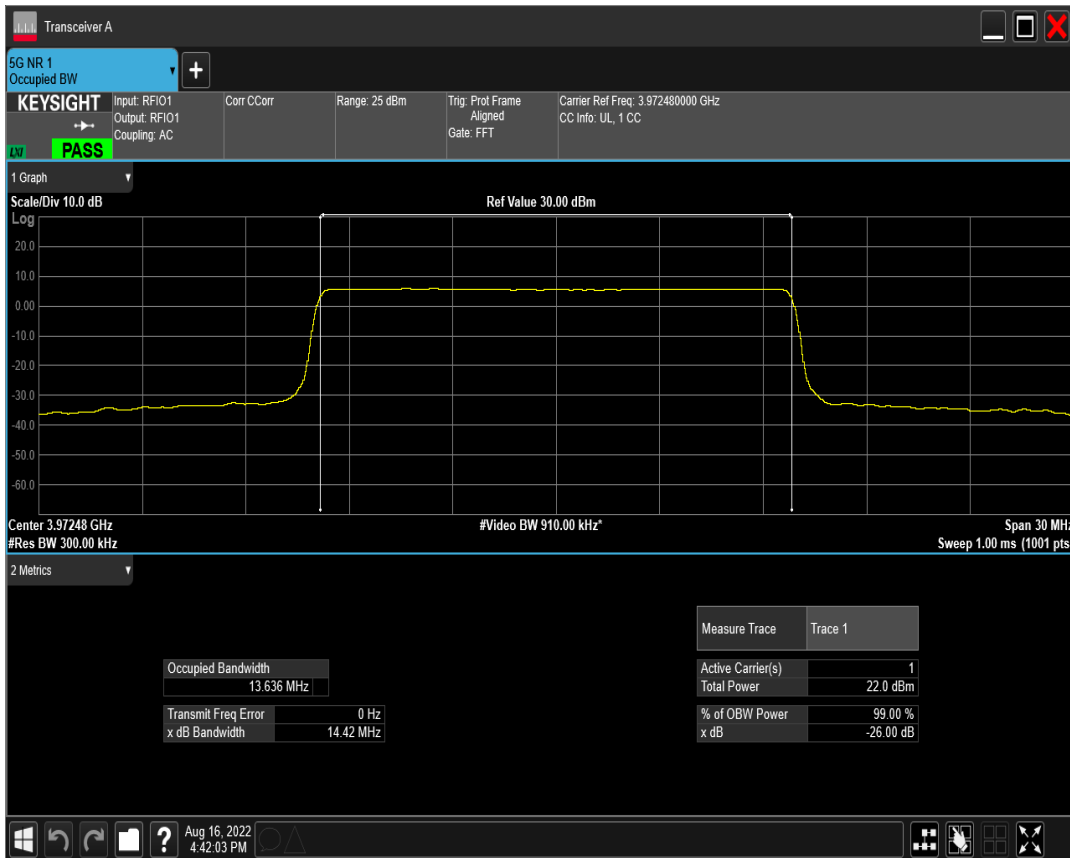 Transceiver A
5G NR 1
Occupied BW
KEYSIGHT
LXI
PASS
Input: RFIO1
Output: RFIO1
Coupling: AC
Corr CCorr
Range: 25 dBm
Trig: Prot Frame
Aligned
Gate: FFT
Carrier Ref Freq: 3.972480000 GHz
CC Info: UL, 1 CC
1 Graph
Scale/Div 10.0 dB
Ref Value 30.00 dBm
Log
20.0
10.0
0.00
-10.0
-20.0
-30.0
-40.0
-50.0
-60.0
Center 3.97248 GHz
#Video BW 910.00 kHz*
Span 30 MHz
#Res BW 300.00 kHz
Sweep 1.00 ms (1001 pts
2 Metrics
Measure Trace Trace 1
Occupied Bandwidth
13.636 MHz
Active Carrier(s) 1
Total Power 22.0 dBm
Transmit Freq Error 0 Hz
x dB Bandwidth 14.42 MHz
% of OBW Power 99.00 %
x dB -26.00 dB
?
Aug 16, 2022
4:42:03 PM